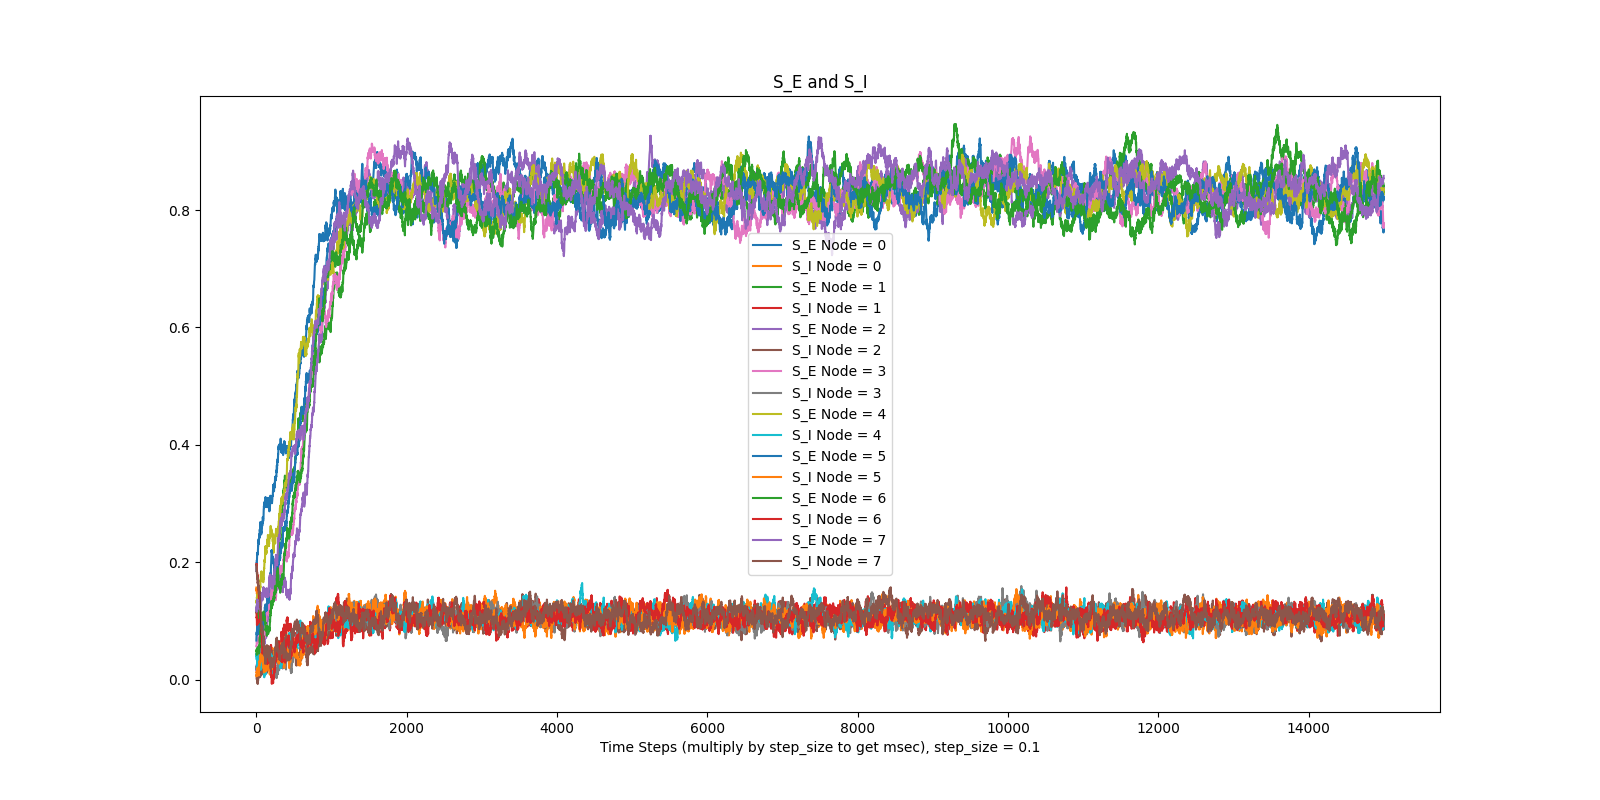 S_E and S_I
0.8
0.6
0.4
0.2
0.0
S_E Node = 0
S_I Node = 0
S_E Node = 1
S_I Node = 1
S_E Node = 2
S_I Node = 2
S_E Node = 3
S_I Node = 3
S_E Node = 4
S_I Node = 4
S_E Node = 5
S_I Node = 5
S_E Node = 6
S_I Node = 6
S_E Node = 7
S_I Node = 7
0 2000 4000 6000 8000 10000 12000 14000
Time Steps (multiply by step_size to get msec), step_size = 0.1